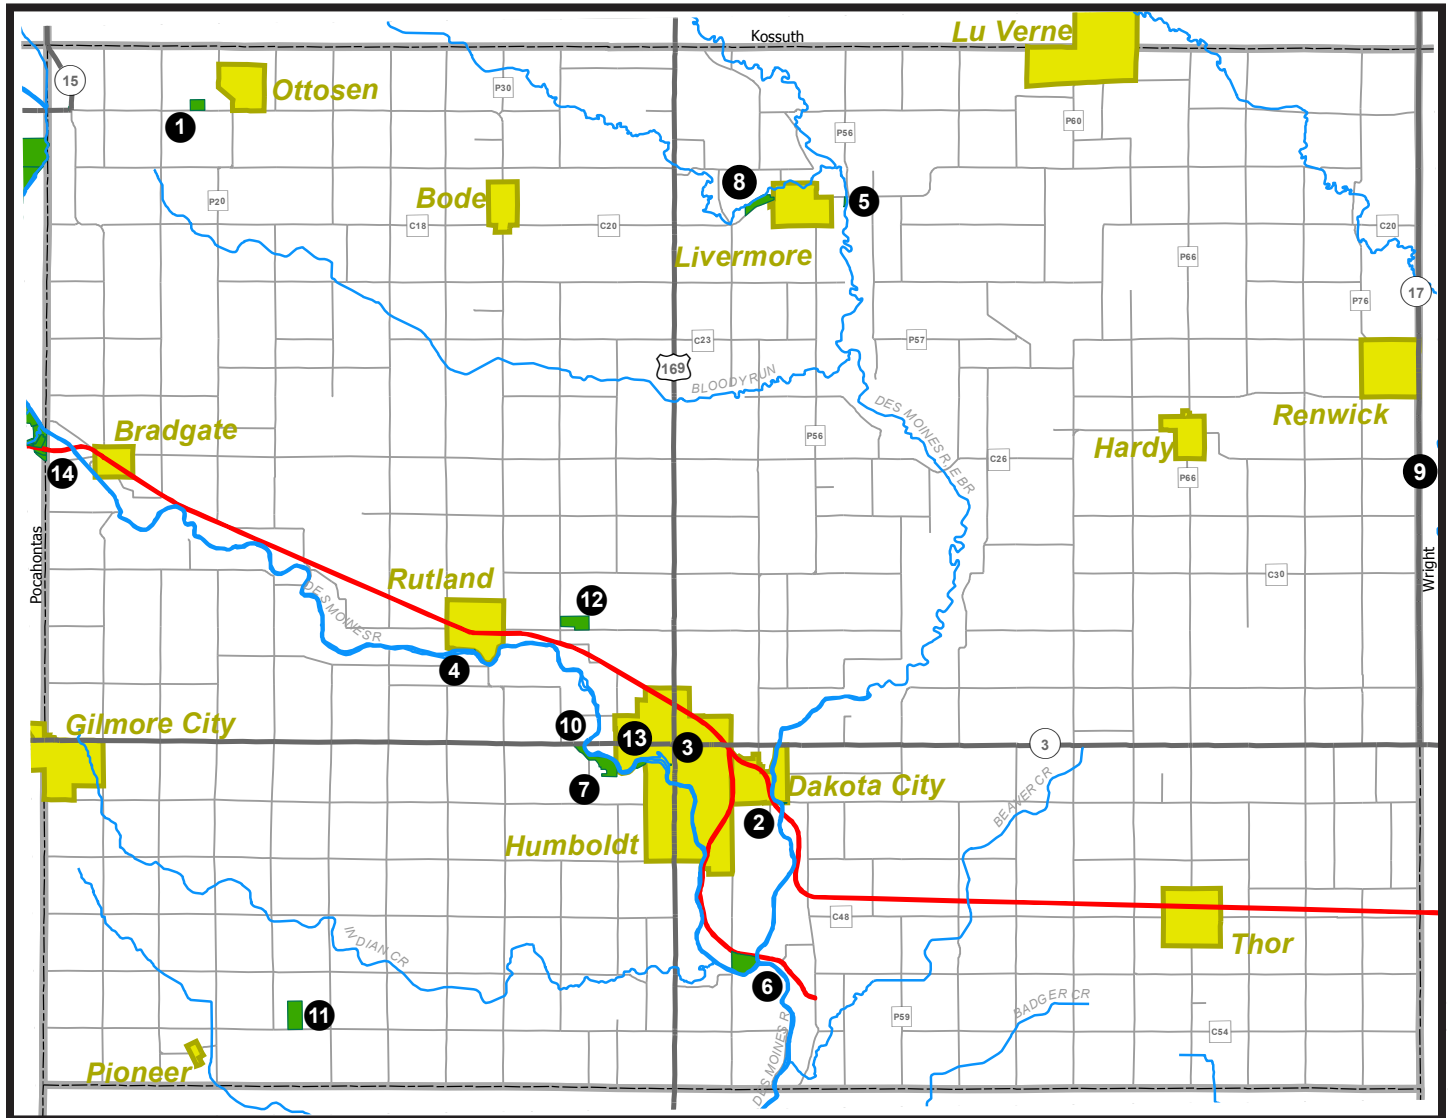 Kossuth
Lu Verne
15
Ottosen
P30
1
P60
P56
8
Bode
P20
5
C18
C20
C20
Livermore
P66
17
P76
C23
P57
169
BLOODY RUN
DES MOINES R, E BR
Renwick
Bradgate
P56
Hardy
C26
14
P66
9
Pocahontas
Wright
Rutland
C30
DES MOINES R
12
4
Gilmore City
10
13
3
3
7
Dakota City
BEAVER CR
2
Humboldt
C48
INDIAN CR
Thor
6
11
P59
BADGER CR
C54
DES MOINES R
Pioneer